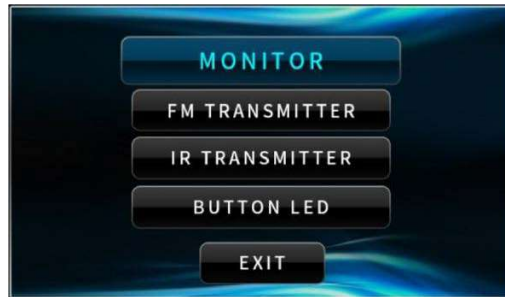 MONITOR
FM TRANSMITTER
IR TRANSMITTER
BUTTON LED
EXIT